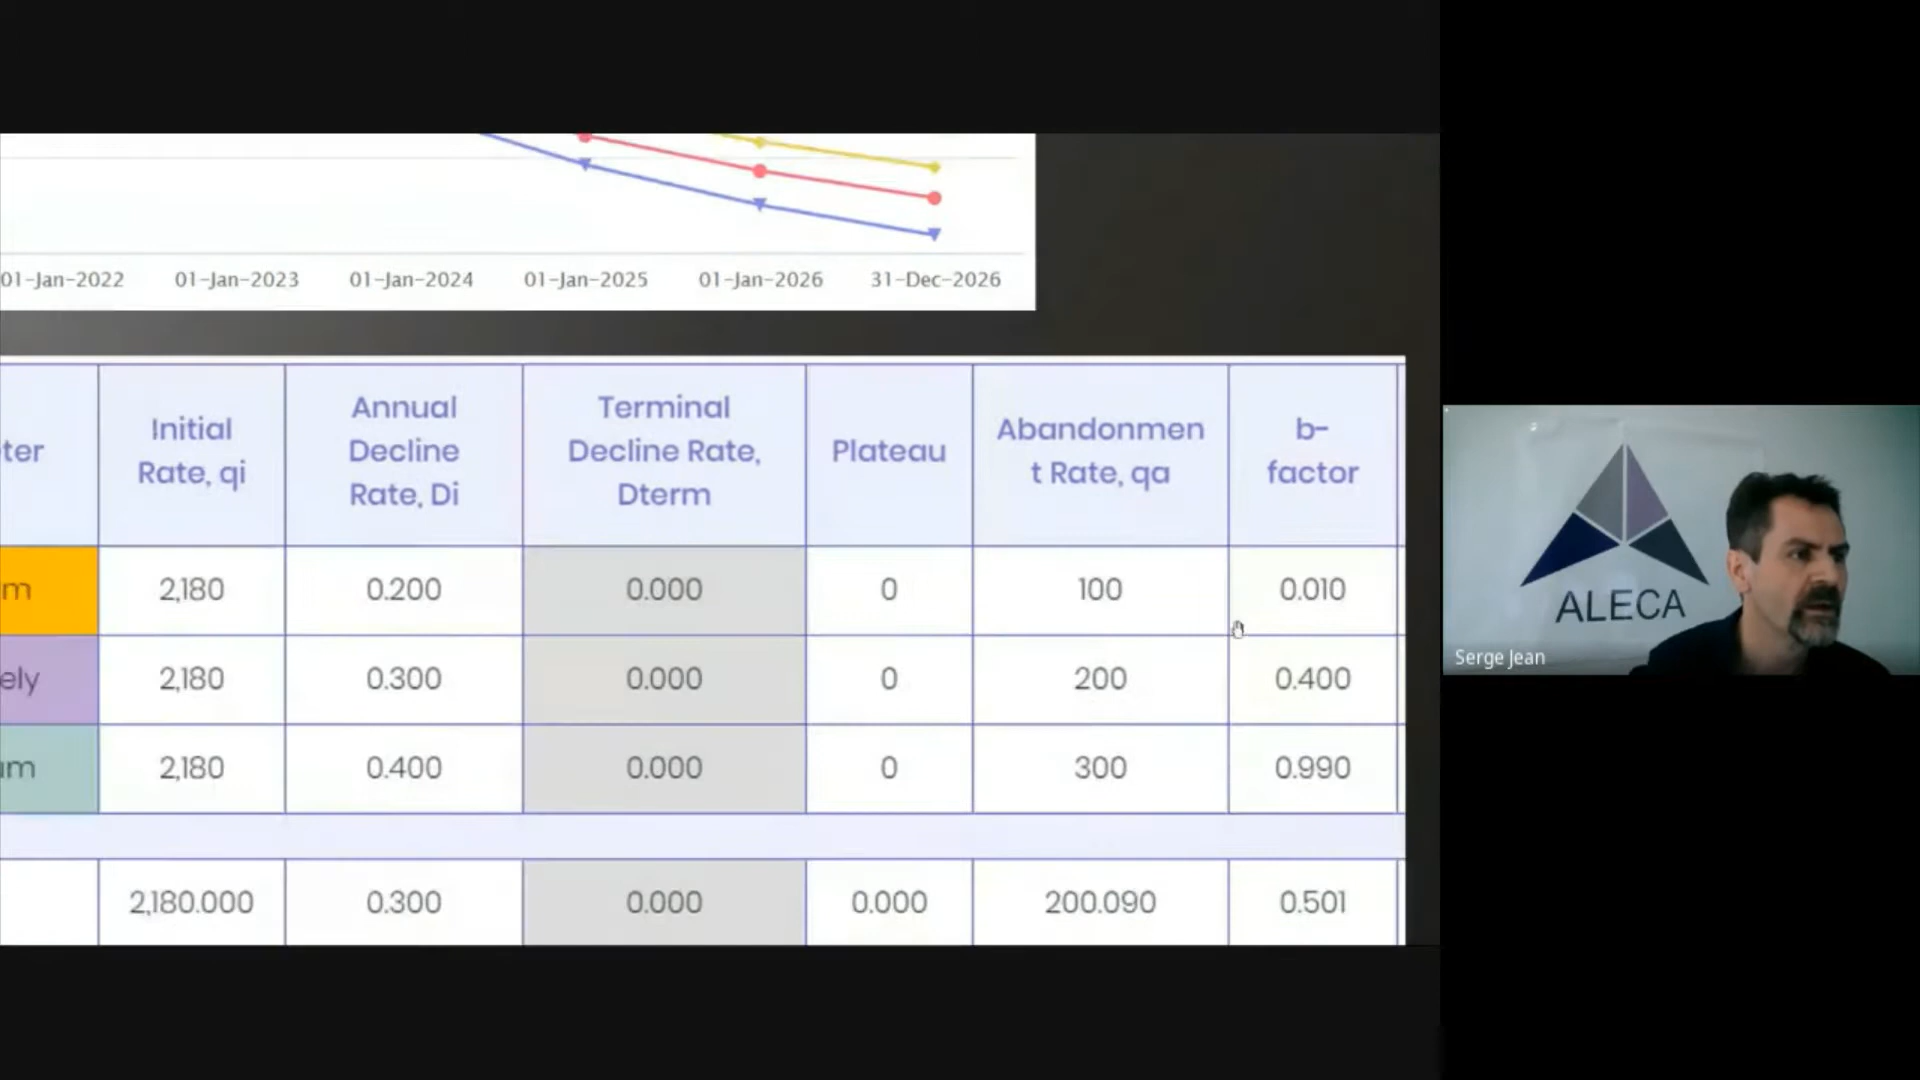 01-Jan-2022 01-Jan-2023 01-Jan-2024 01-Jan-2025 01-Jan-2026 31-Dec-2026
ter
Initial
Rate, qi
Annual
Decline
Rate, Di
Terminal
Decline Rate,
Dterm
Plateau
Abandonmen
t Rate, qa
b-
factor
m 2,180 0.200 0.000 0 100 0.010
ely 2,180 0.300 0.000 0 200 0.400
um 2,180 0.400 0.000 0 300 0.990
2,180.000 0.300 0.000 0.000 200.090 0.501
ALECA
Serge Jean